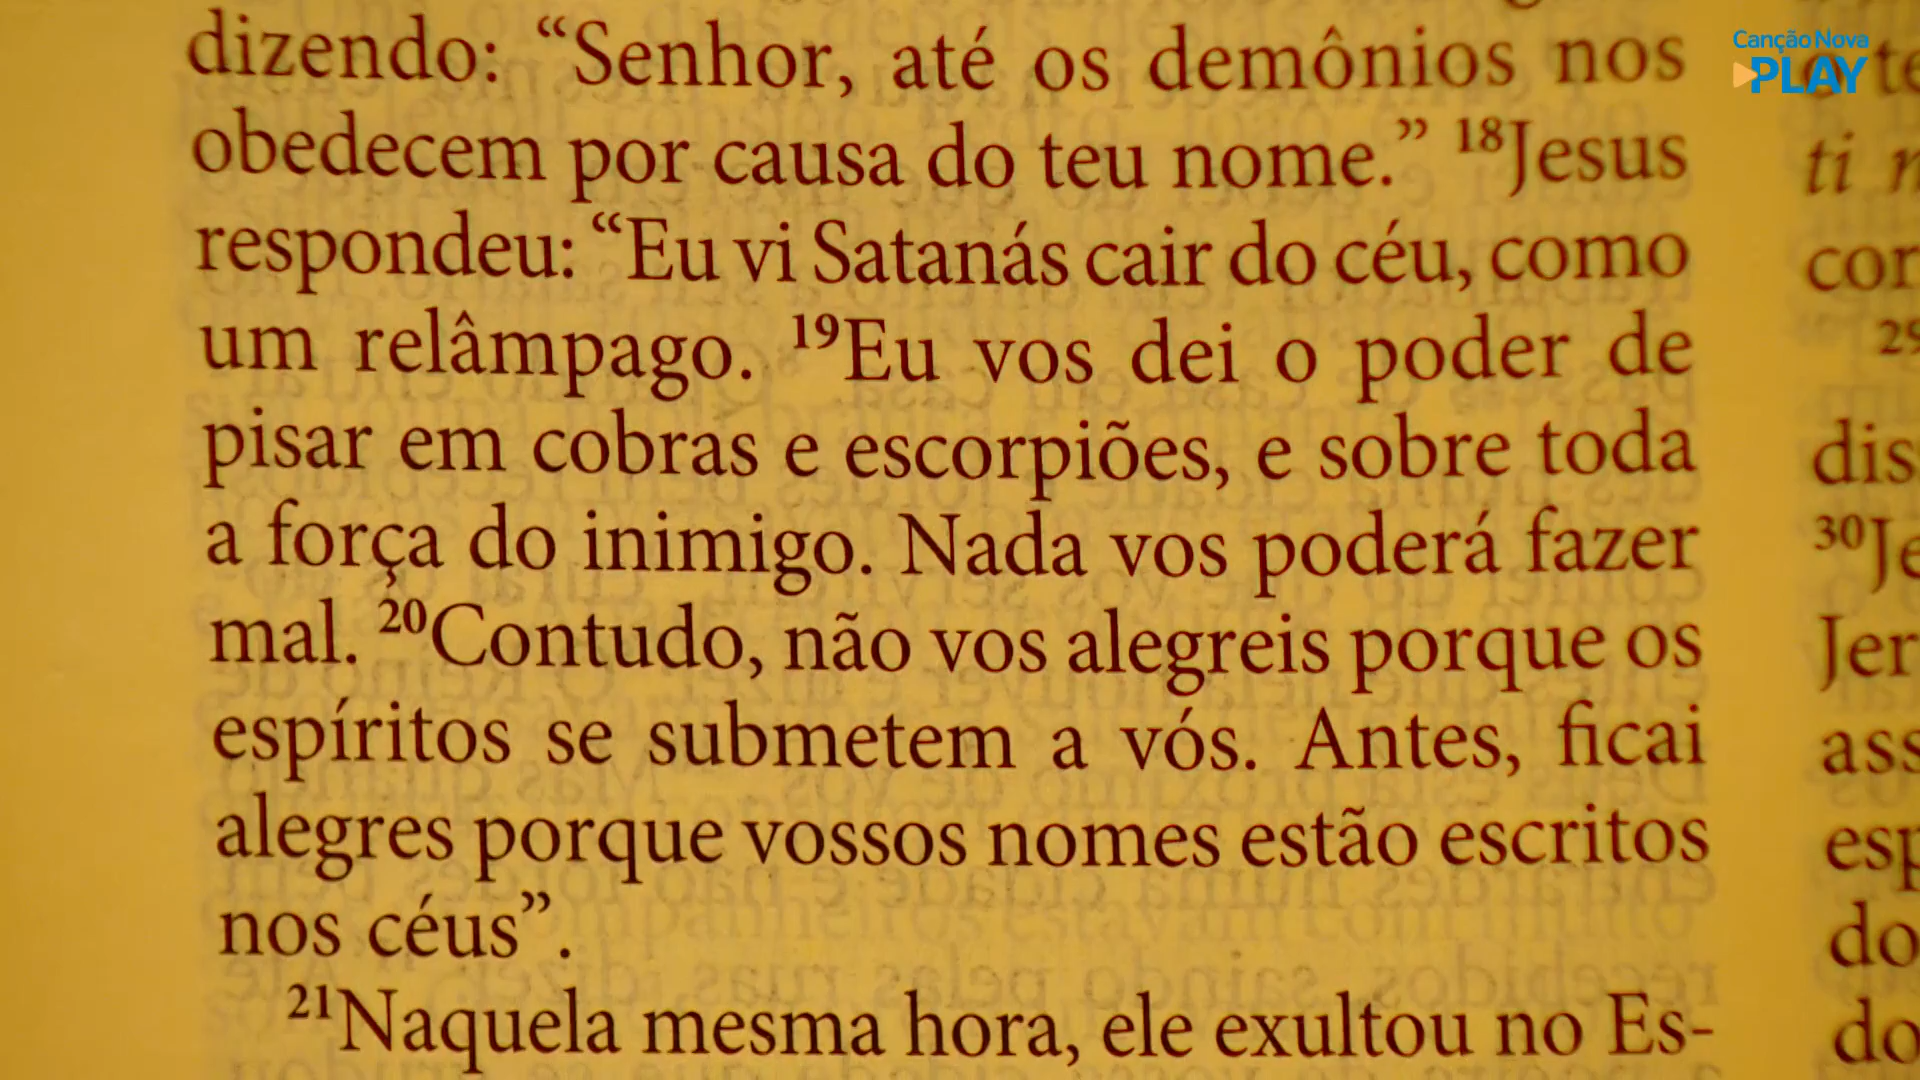 dizendo: “Senhor, até os demônios nos
obedecem por causa do teu nome.” ¹⁸Jesus
respondeu: “Eu vi Satanás cair do céu, como
um relâmpago. ¹⁹Eu vos dei o poder de
pisar em cobras e escorpiões, e sobre toda
a força do inimigo. Nada vos poderá fazer
mal. ²⁰Contudo, não vos alegreis porque os
espíritos se submetem a vós. Antes, ficai
alegres porque vossos nomes estão escritos
nos céus”.
²¹Naquela mesma hora, ele exultou no Es-
Canção Nova
PLAY
ti
³⁰